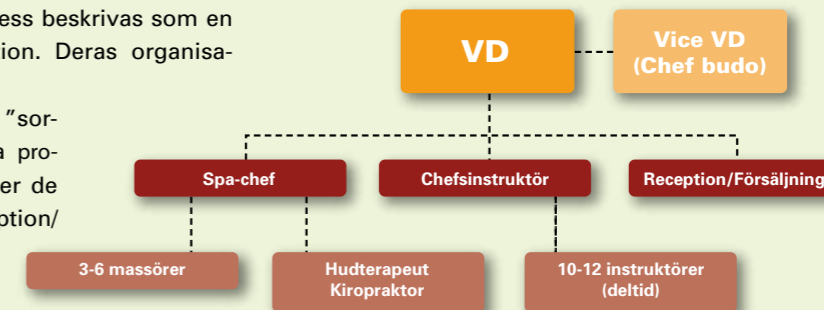 ess beskrivas som en
tion. Deras organisa-
"sor-
a pro-
er de
ption/
VD
Vice VD
(Chef budo)
Spa-chef
Chefsinstruktör
Reception/Försäljning
3-6 massörer
Hudterapeut
Kiropraktor
10-12 instruktörer
(deltid)